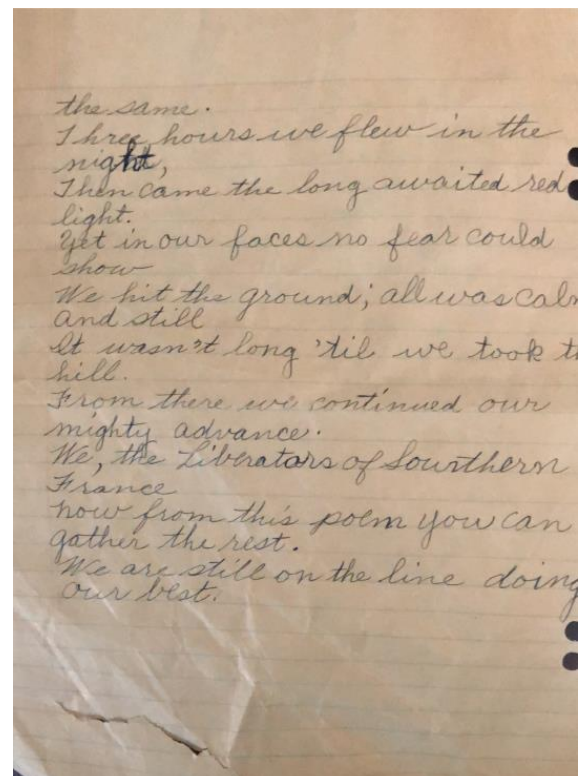 the same.
Three hours we flew in the
night,
Then came the long awaited red
light.
Yet in our faces no fear could
show
We hit the ground; all was
and still
It wasn't long 'til we took
hill.
From there we continued our
mighty advance.
We, the Liberators of Sourthern
France
now from this poem you can
gather the rest.
We are still on the line doing
our best.